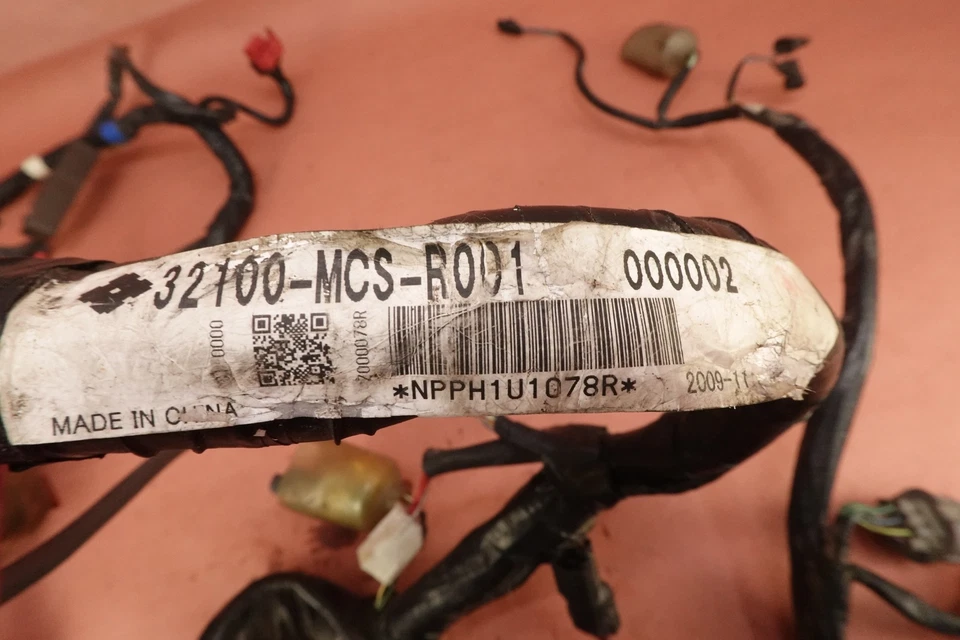 32100-MCS-R001 000002
0000
2000078R
*NPPH1U1078R*
2009-11
MADE IN CHINA